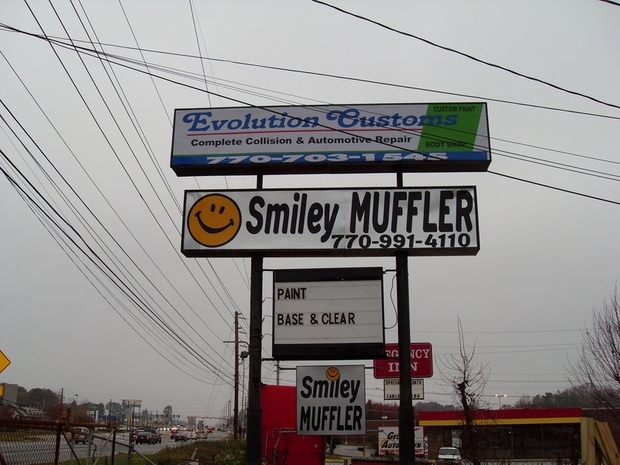 Evolution Customs
CUSTOM PAINT
Complete Collision & Automotive Repair
BODY SHOP
770-703-1545
Smiley MUFFLER
770-991-4110
PAINT
BASE & CLEAR
INN
Smiley
MUFFLER